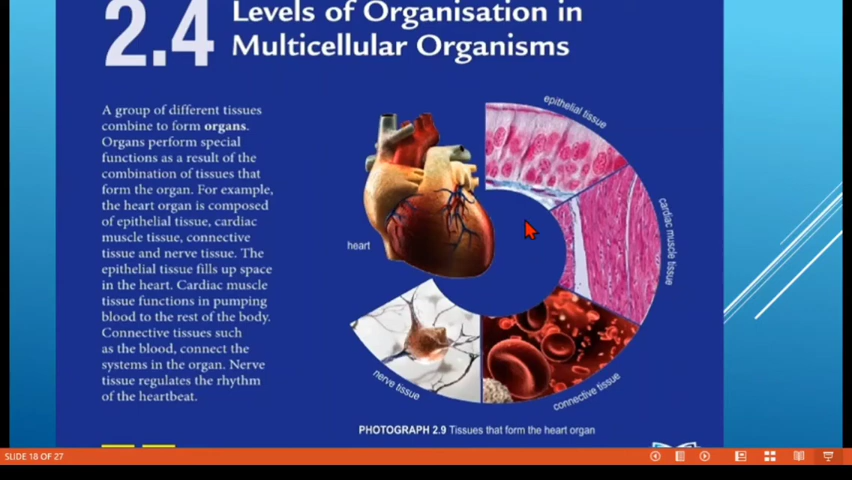 2.4
Levels of Organisation in
Multicellular Organisms
A group of different tissues
combine to form organs.
Organs perform special
functions as a result of the
combination of tissues that
form the organ. For example,
the heart organ is composed
of epithelial tissue, cardiac
muscle tissue, connective
tissue and nerve tissue. The
epithelial tissue fills up space
in the heart. Cardiac muscle
tissue functions in pumping
blood to the rest of the body.
Connective tissues such
as the blood, connect the
systems in the organ. Nerve
tissue regulates the rhythm
of the heartbeat.
heart
epithelial tissue
cardiac muscle tissue
connective tissue
nerve tissue
PHOTOGRAPH 2.9 Tissues that form the heart organ
SLIDE 18 OF 27